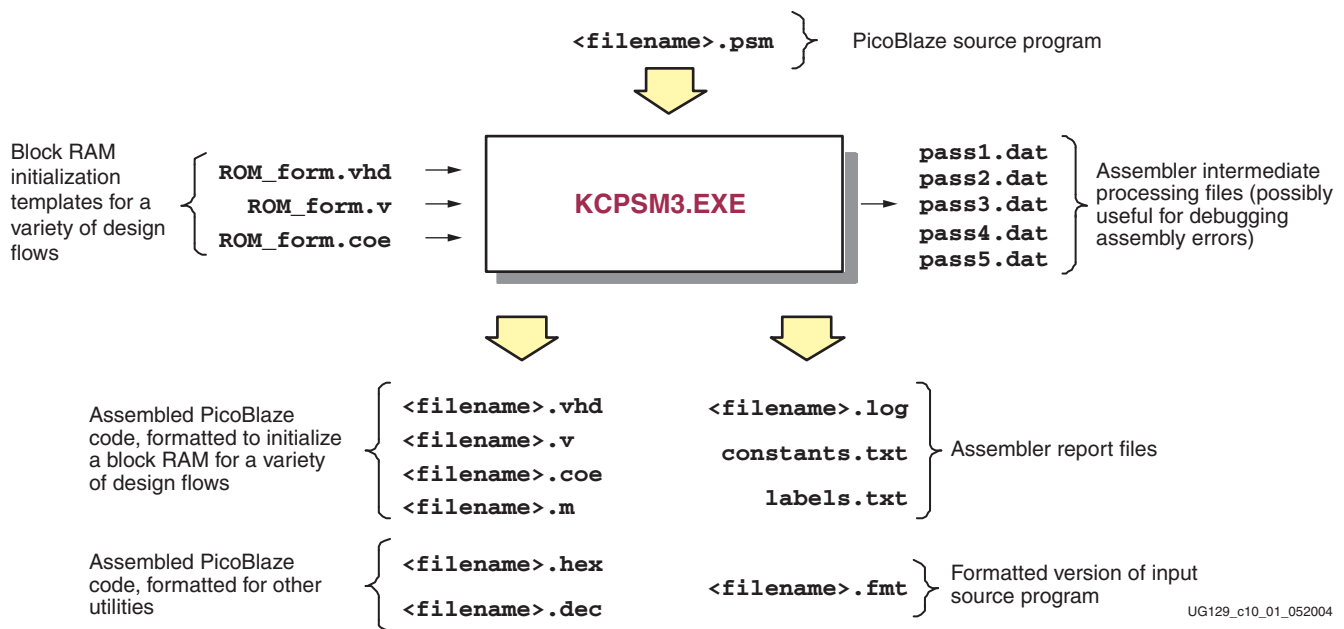 <filename>.psm
PicoBlaze source program
Block RAM
initialization
templates for a
variety of design
flows
ROM_form.vhd
ROM_form.v
ROM_form.coe
KCPSM3.EXE
pass1.dat
pass2.dat
pass3.dat
pass4.dat
pass5.dat
Assembler intermediate
processing files (possibly
useful for debugging
assembly errors)
Assembled PicoBlaze
code, formatted to initialize
a block RAM for a variety
of design flows
<filename>.vhd
<filename>.v
<filename>.coe
<filename>.m
<filename>.log
constants.txt
labels.txt
Assembler report files
Assembled PicoBlaze
code, formatted for other
utilities
<filename>.hex
<filename>.dec
<filename>.fmt
Formatted version of input
source program
UG129_c10_01_052004